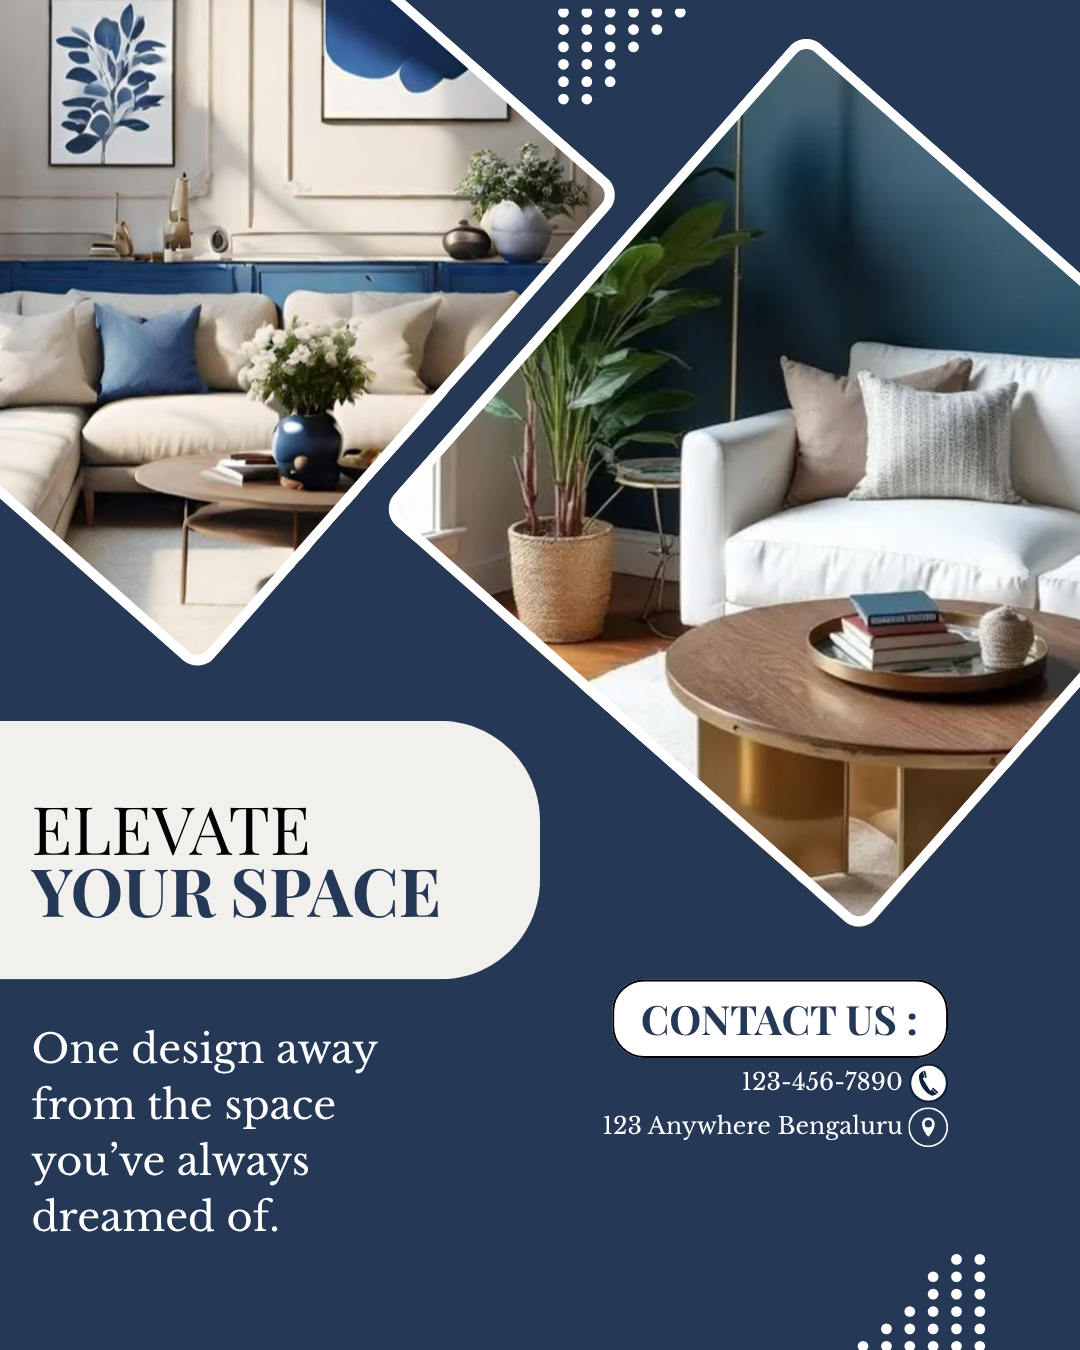 ELEVATE
YOUR SPACE
One design away
from the space
you’ve always
dreamed of.
CONTACT US :
123-456-7890
123 Anywhere Bengaluru